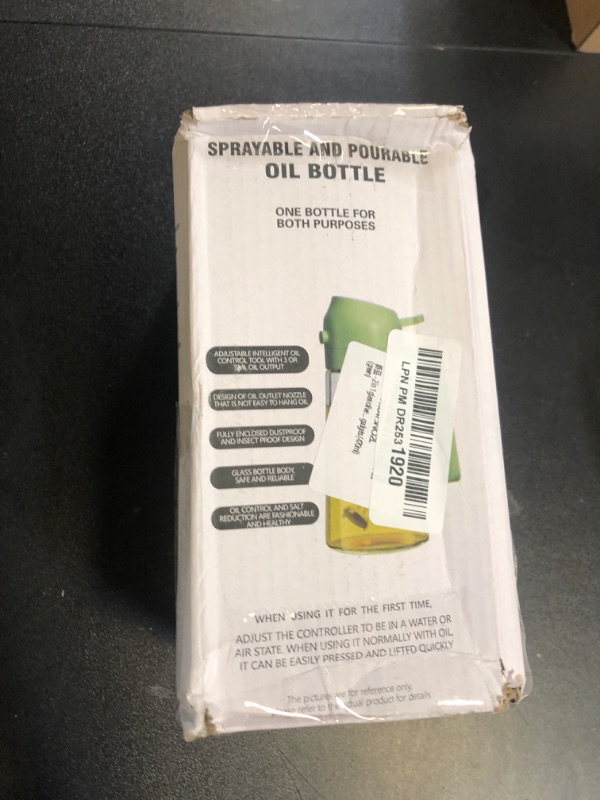 SPRAYABLE AND POURABLE
OIL BOTTLE
ONE BOTTLE FOR
BOTH PURPOSES
ADJUSTABLE INTELLIGENT OIL
CONTROL TOOL WITH 3 OR
5ML OIL OUTPUT
DESIGN OF OIL OUTLET NOZZLE
THAT IS NOT EASY TO HANG OIL
FULLY ENCLOSED DUSTPROOF
AND INSECT PROOF DESIGN
GLASS BOTTLE BODY,
SAFE AND RELIABLE
OIL CONTROL AND SALT
REDUCTION ARE FASHIONABLE
AND HEALTHY
LPN PM DR2531920
WHEN USING IT FOR THE FIRST TIME,
ADJUST THE CONTROLLER TO BE IN A WATER OR
AIR STATE. WHEN USING IT NORMALLY WITH OIL,
IT CAN BE EASILY PRESSED AND LIFTED QUICKLY
The pictures are for reference only.
refer to the actual product for details